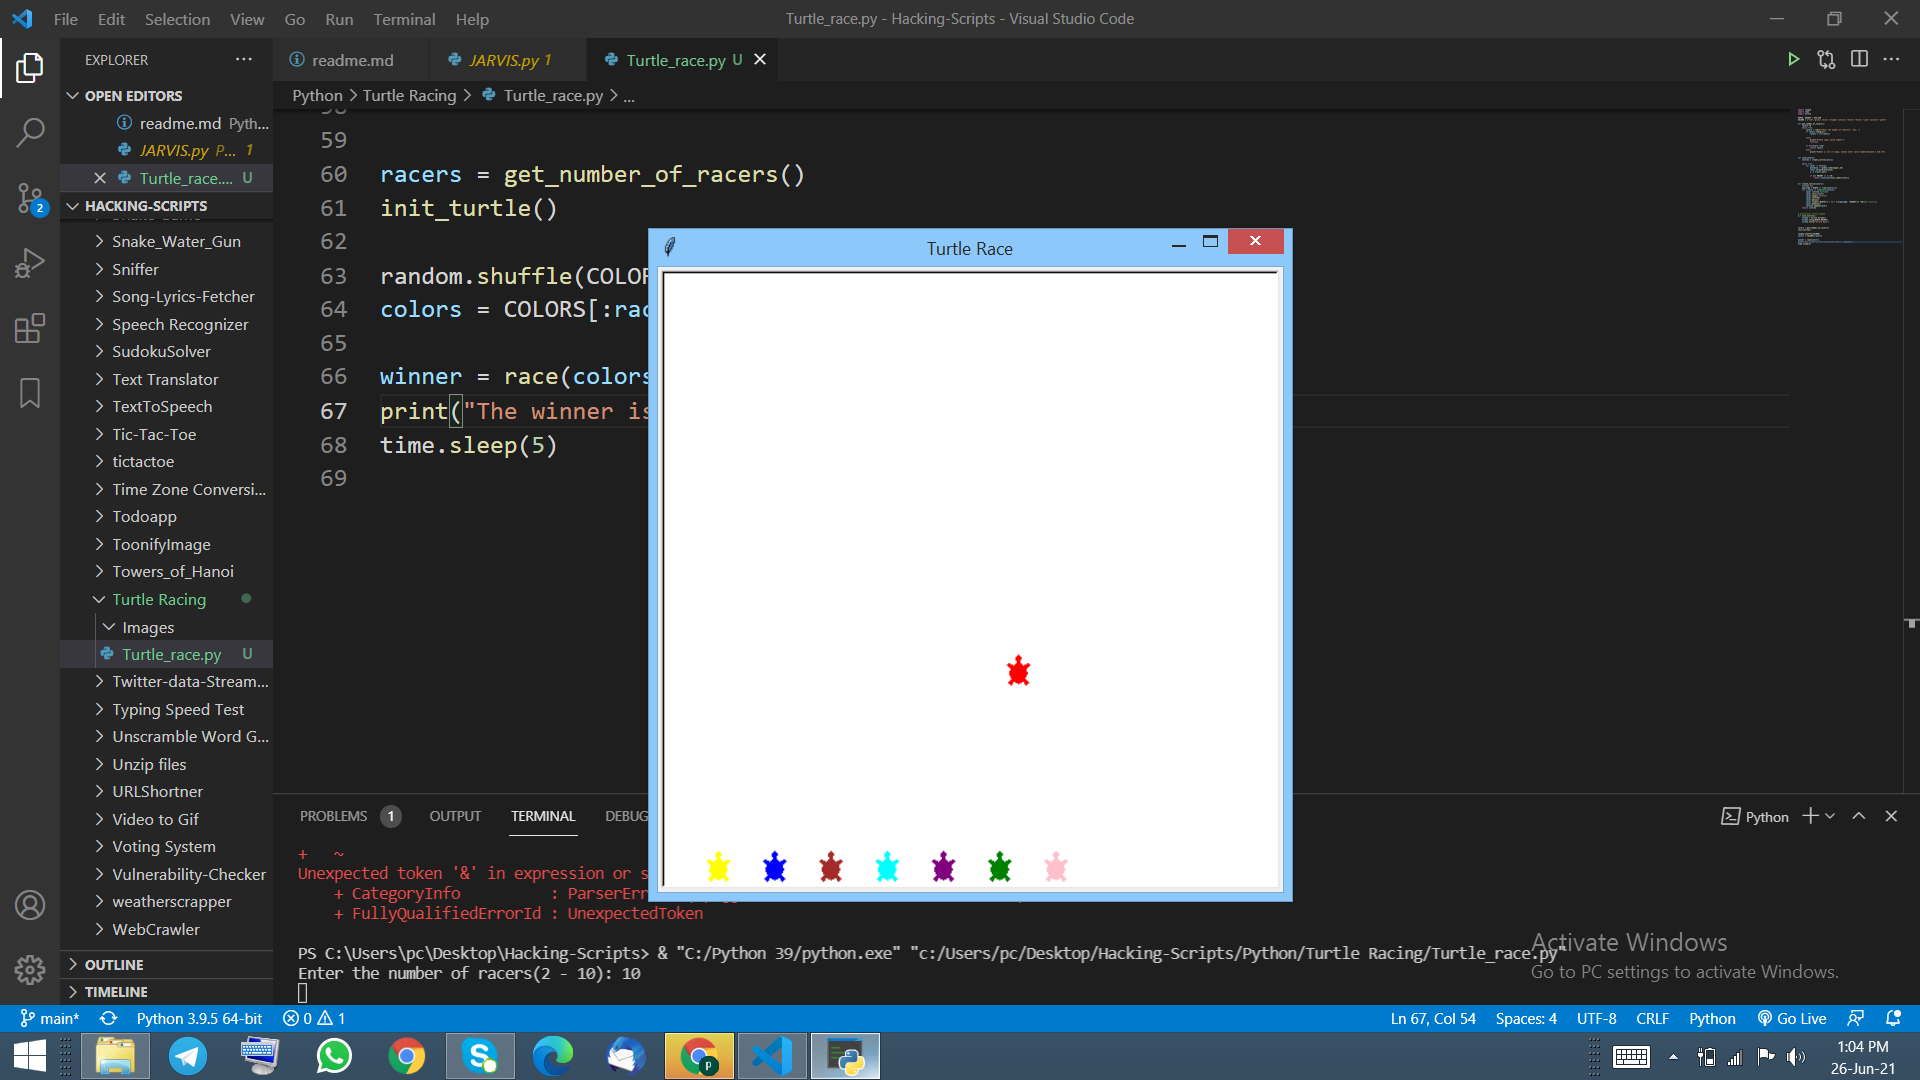 File Edit Selection View Go Run Terminal Help
Turtle_race.py - Hacking-Scripts - Visual Studio Code
EXPLORER
readme.md
JARVIS.py 1
Turtle_race.py U
OPEN EDITORS
readme.md Pyth...
JARVIS.py P... 1
Turtle_race.... U
HACKING-SCRIPTS
Snake_Water_Gun
Sniffer
Song-Lyrics-Fetcher
Speech Recognizer
SudokuSolver
Text Translator
TextToSpeech
Tic-Tac-Toe
tictactoe
Time Zone Conversi...
Todoapp
ToonifyImage
Towers_of_Hanoi
Turtle Racing
Images
Turtle_race.py U
Twitter-data-Stream...
Typing Speed Test
Unscramble Word G...
Unzip files
URLShortner
Video to Gif
Voting System
Vulnerability-Checker
weatherscrapper
WebCrawler
OUTLINE
TIMELINE
2
Python > Turtle Racing > Turtle_race.py > ...
59
60 racers = get_number_of_racers()
61 init_turtle()
62
63 random.shuffle(COLOR
64 colors = COLORS[:rac
65
66 winner = race(colors
67 print("The winner is
68 time.sleep(5)
69
Turtle Race
PROBLEMS 1 OUTPUT TERMINAL DEBUG
Python
+ ~
Unexpected token '&' in expression or s
+ CategoryInfo : ParserErr
+ FullyQualifiedErrorId : UnexpectedToken
PS C:\Users\pc\Desktop\Hacking-Scripts> & "C:/Python 39/python.exe" "c:/Users/pc/Desktop/Hacking-Scripts/Python/Turtle Racing/Turtle_race.py"
Enter the number of racers(2 - 10): 10
Activate Windows
Go to PC settings to activate Windows.
main* Python 3.9.5 64-bit 0 1
Ln 67, Col 54 Spaces: 4 UTF-8 CRLF Python Go Live
p
1:04 PM
26-Jun-21